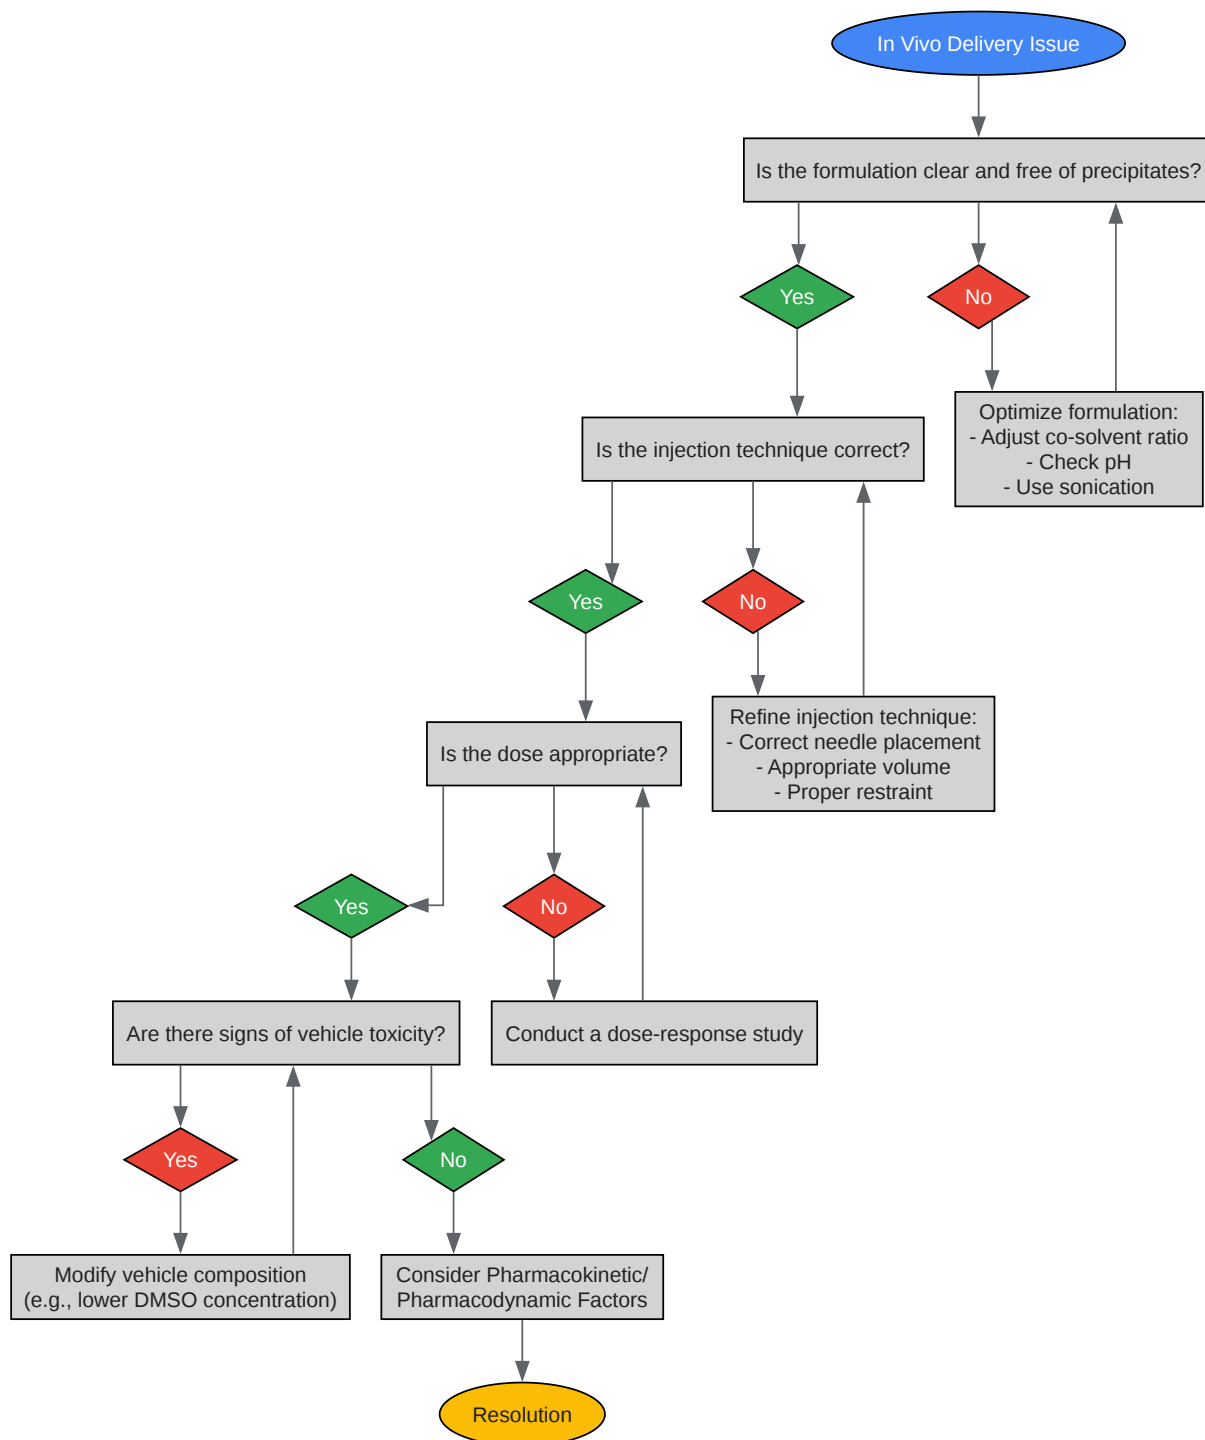 In Vivo Delivery Issue
Is the formulation clear and free of precipitates?
Yes
No
Optimize formulation:
- Adjust co-solvent ratio
- Check pH
- Use sonication
Is the injection technique correct?
Yes
No
Refine injection technique:
- Correct needle placement
- Appropriate volume
- Proper restraint
Is the dose appropriate?
Yes
No
Conduct a dose-response study
Are there signs of vehicle toxicity?
Yes
No
Modify vehicle composition
(e.g., lower DMSO concentration)
Consider Pharmacokinetic/
Pharmacodynamic Factors
Resolution